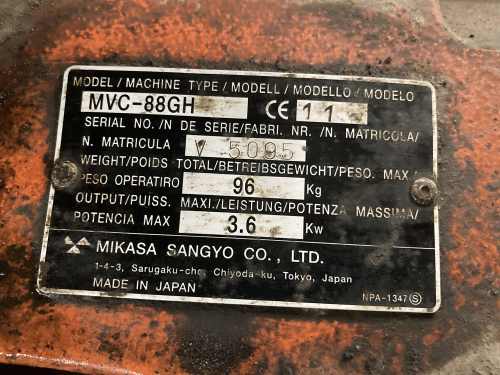 MODEL / MACHINE TYPE / MODELL / MODELLO / MODELO
MVC-88GH CE 11
SERIAL NO. /N DE SERIE/FABRI. NR. /N. MATRICOLA/
N. MATRICULA V 5095
WEIGHT/POIDS TOTAL/BETREIBSGEWICHT/PESO. MAX /
PESO OPERATIRO 96 Kg
OUTPUT/PUISS. MAXI./LEISTUNG/POTENZA MASSIMA/
POTENCIA MAX 3.6 Kw
MIKASA SANGYO CO., LTD.
1-4-3, Sarugaku-cho, Chiyoda-ku, Tokyo, Japan
MADE IN JAPAN NPA-1347 Ⓢ